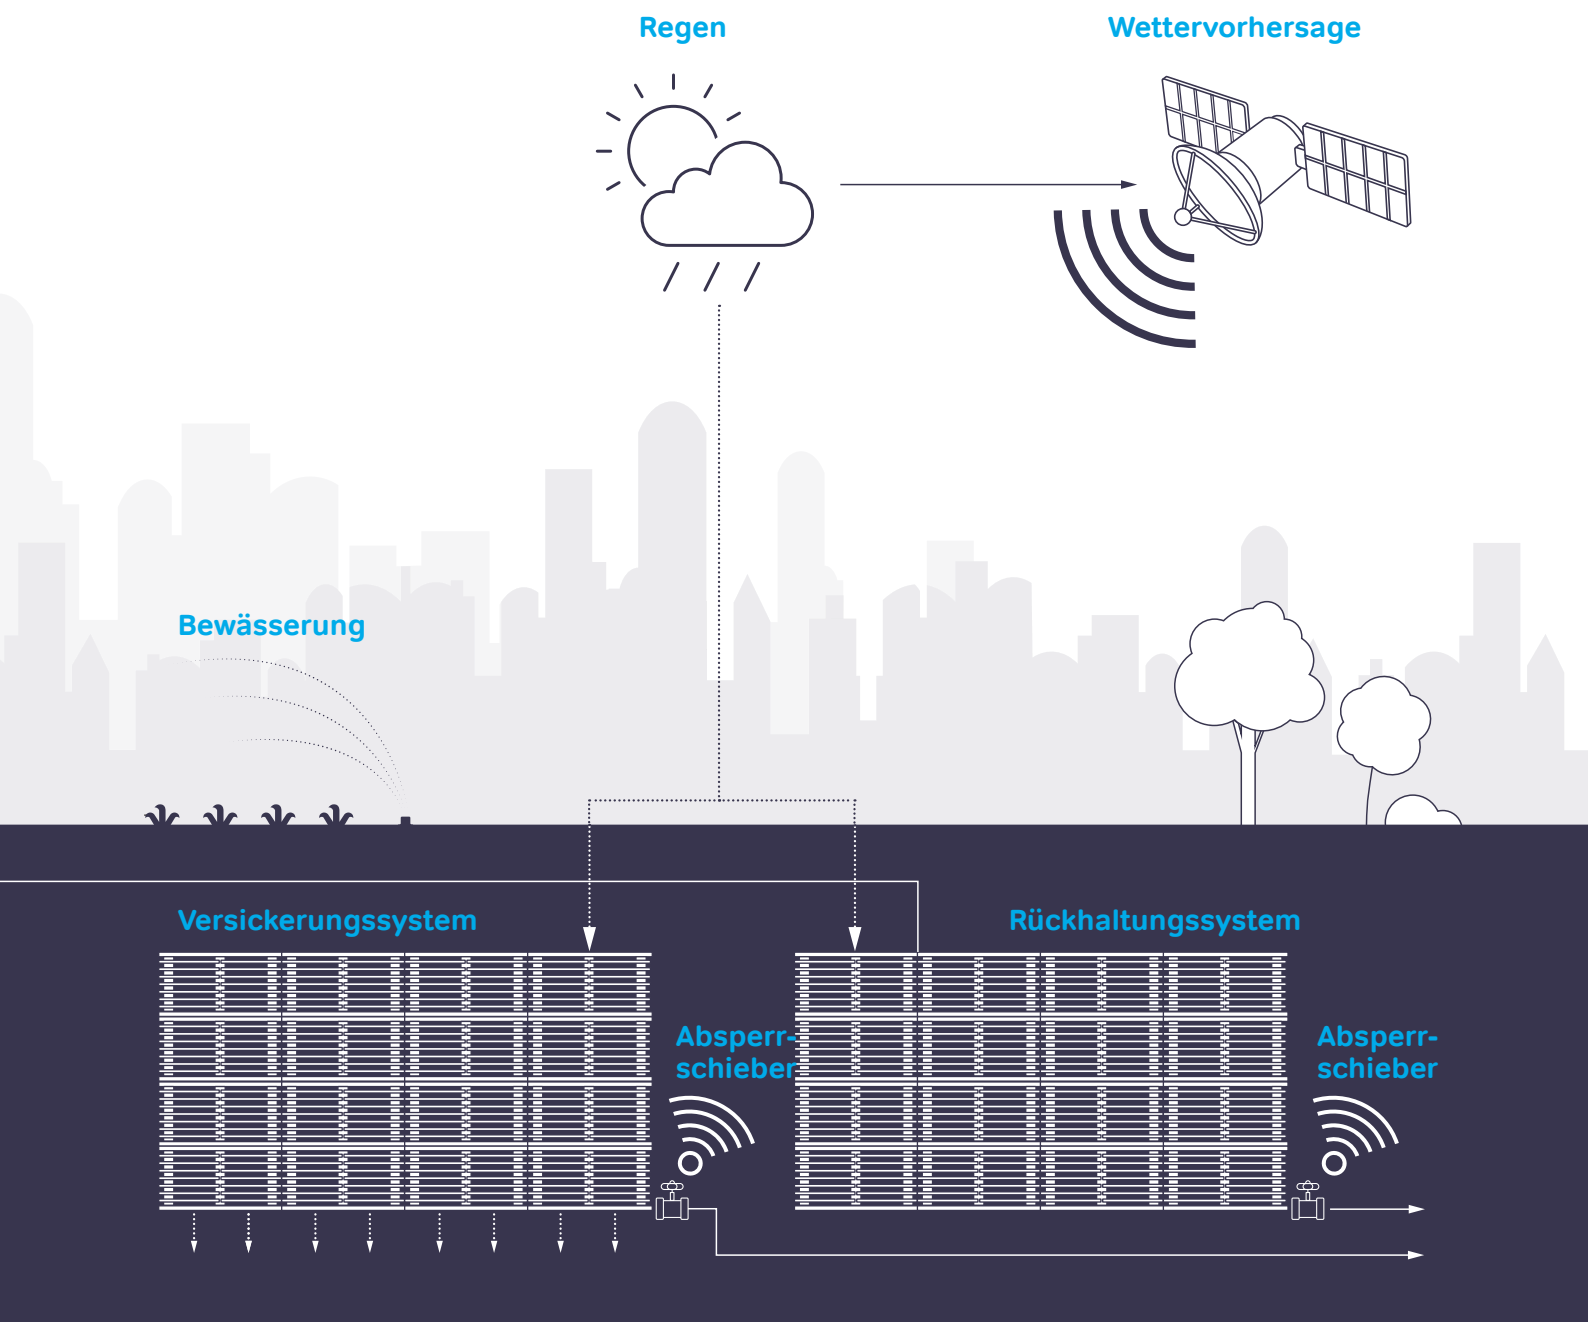 Regen
Wettervorhersage
Bewässerung
Versickerungssystem
Rückhaltungssystem
Absperr-
schieber
Absperr-
schieber